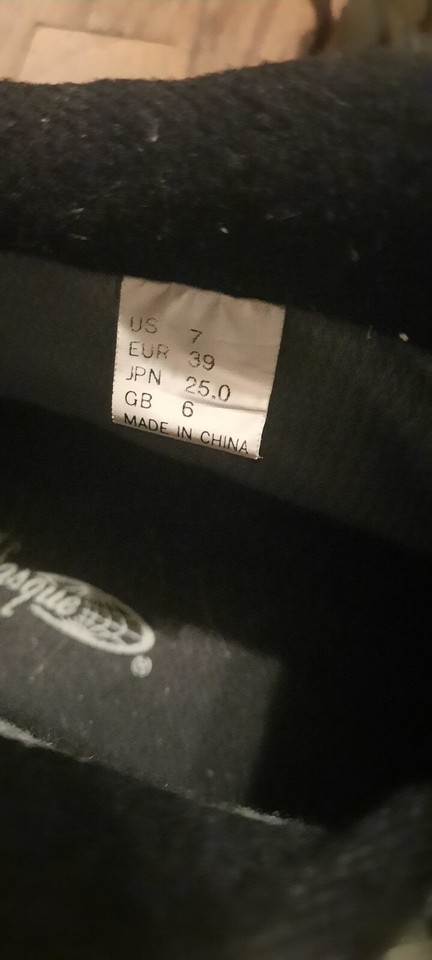 US 7
EUR 39
JPN 25.0
GB 6
MADE IN CHINA
®